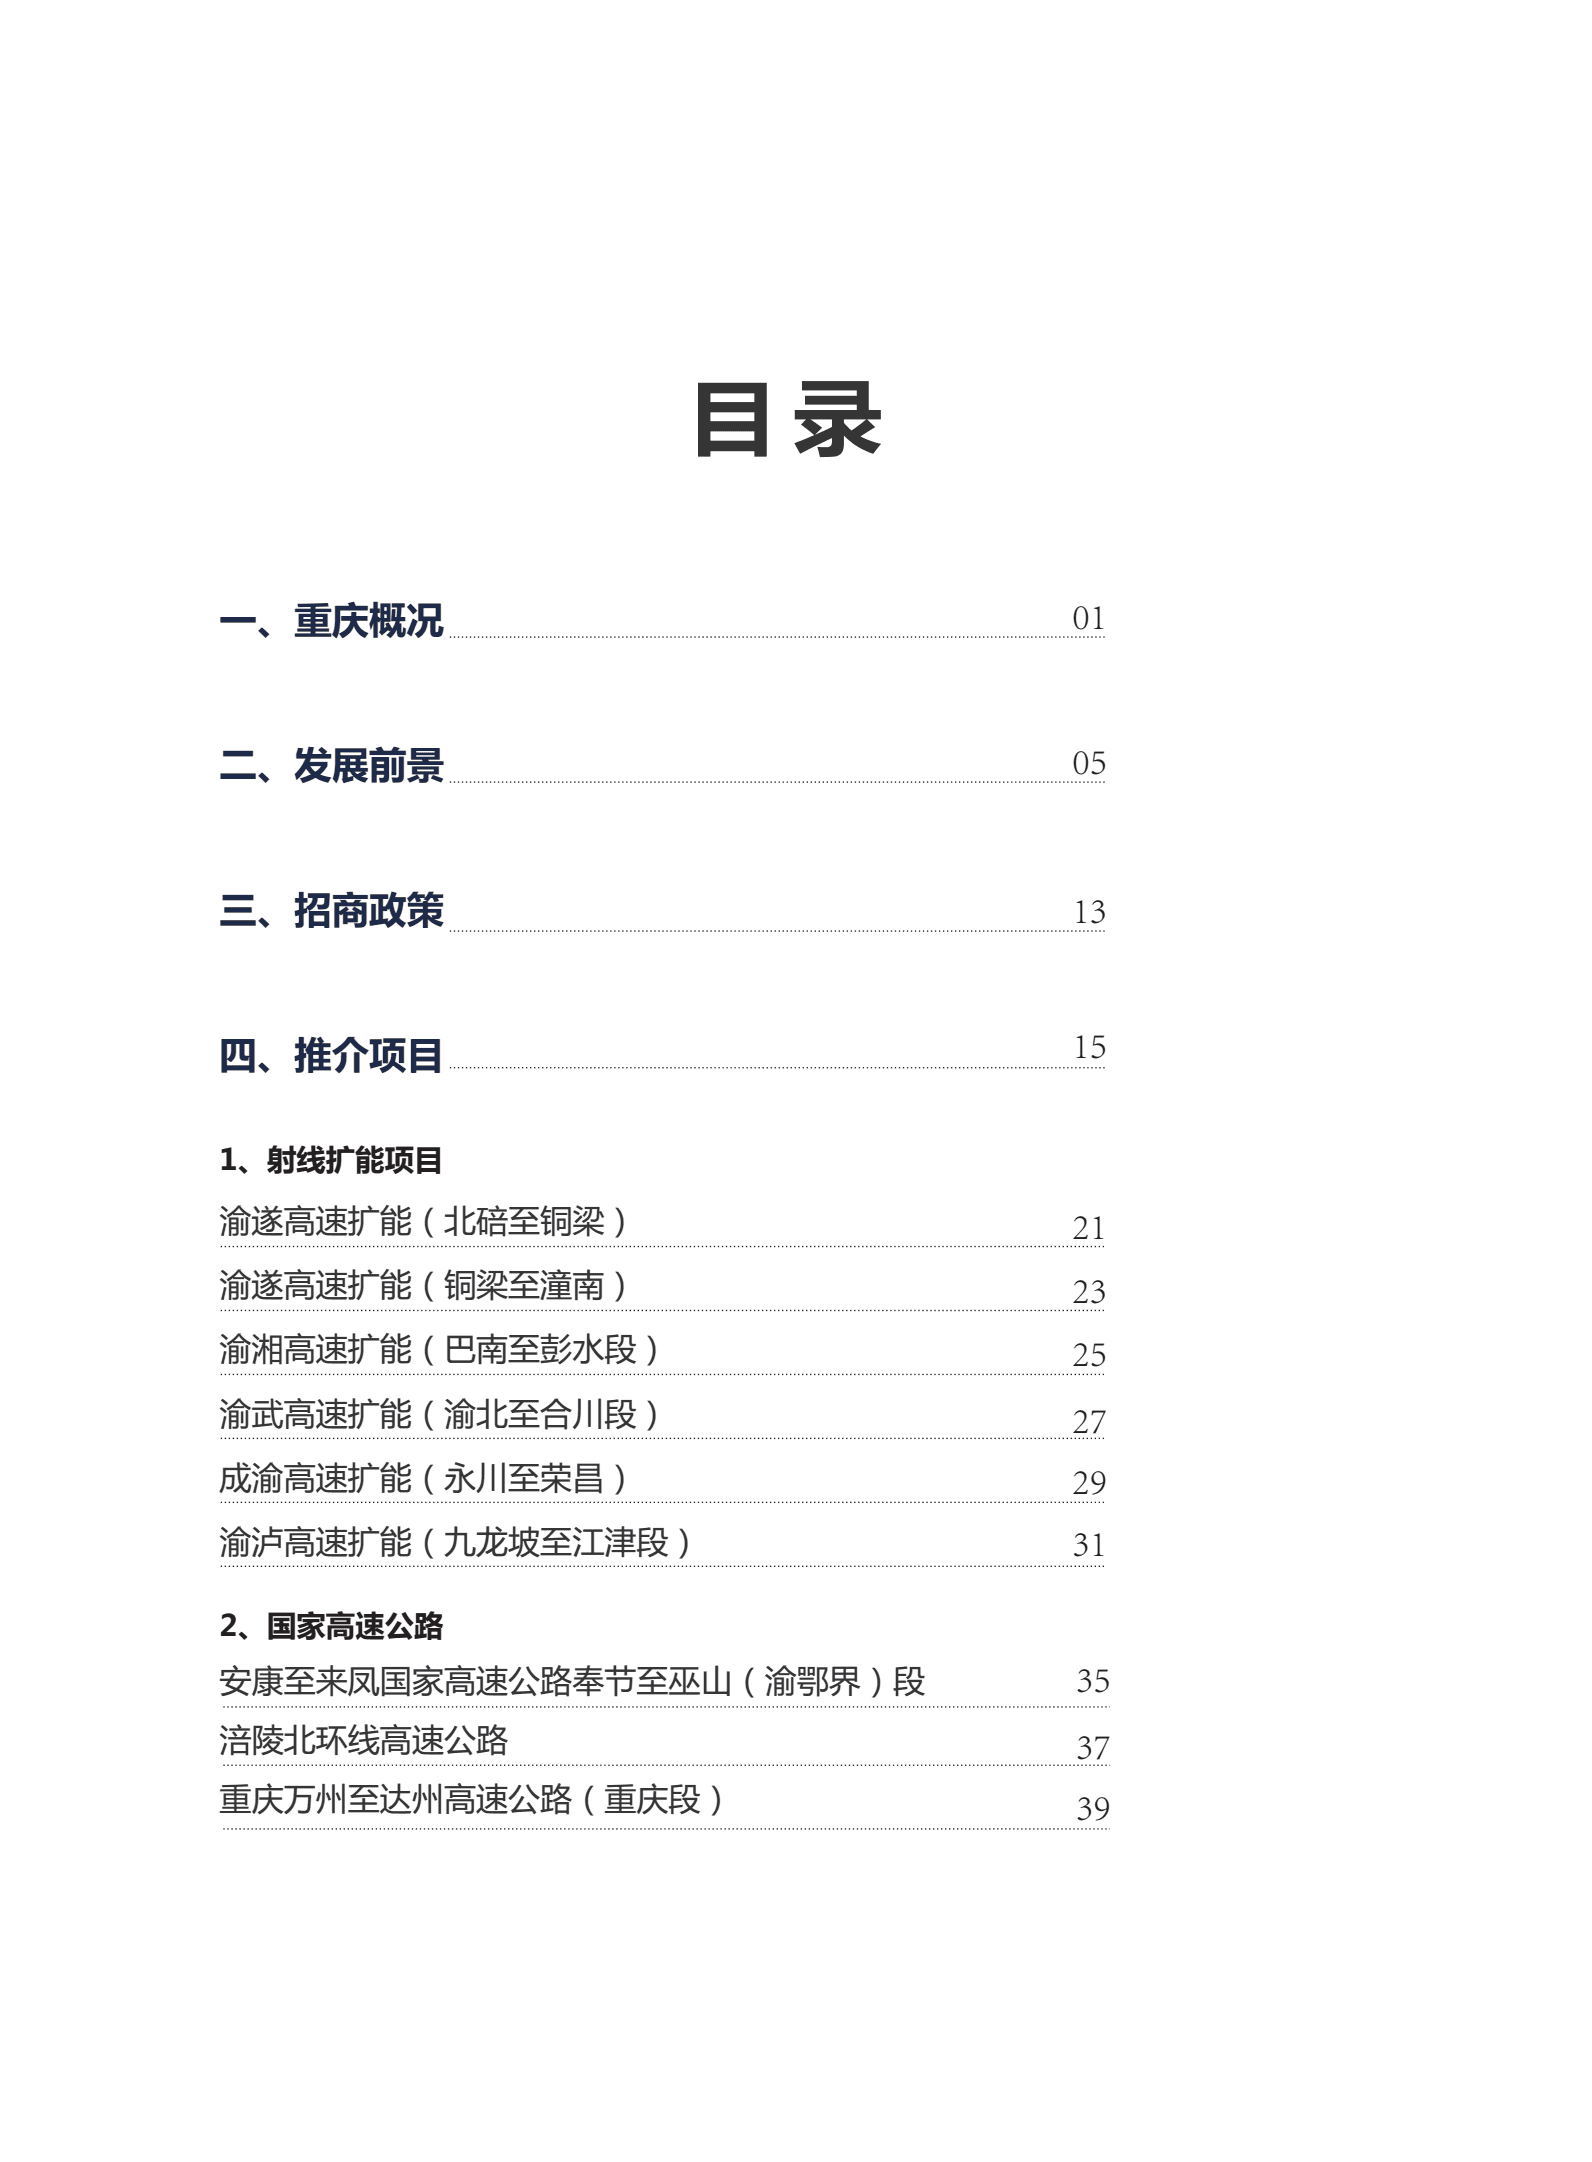 目录
一、重庆概况 01
二、发展前景 05
三、招商政策 13
四、推介项目 15
1、射线扩能项目
渝遂高速扩能（北碚至铜梁） 21
渝遂高速扩能（铜梁至潼南） 23
渝湘高速扩能（巴南至彭水段） 25
渝武高速扩能（渝北至合川段） 27
成渝高速扩能（永川至荣昌） 29
渝泸高速扩能（九龙坡至江津段） 31
2、国家高速公路
安康至来凤国家高速公路奉节至巫山（渝鄂界）段 35
涪陵北环线高速公路 37
重庆万州至达州高速公路（重庆段） 39